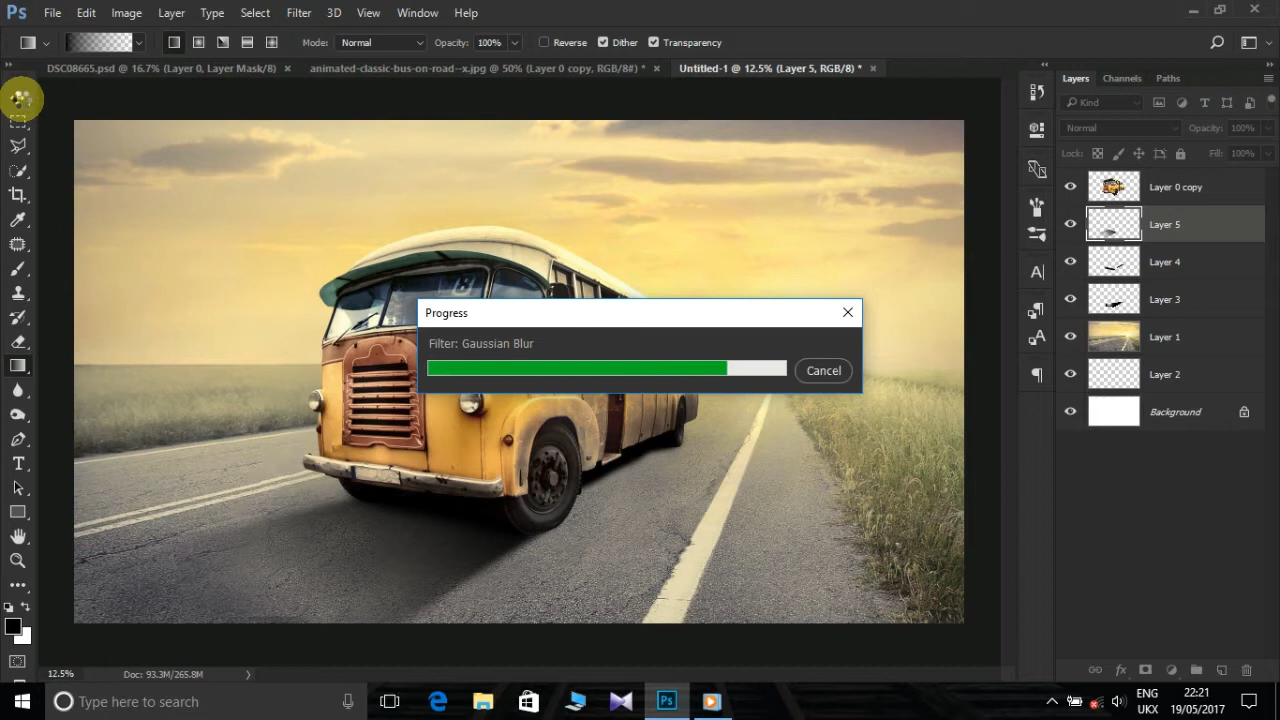 Ps File Edit Image Layer Type Select Filter 3D View Window Help
Mode: Normal Opacity: 100% Reverse Dither Transparency
DSC08665.psd @ 16.7% (Layer 0, Layer Mask/8) × animated-classic-bus-on-road--x.jpg @ 50% (Layer 0 copy, RGB/8#) * × Untitled-1 @ 12.5% (Layer 5, RGB/8) * ×
Layers Channels Paths
Kind
Normal Opacity: 100%
Lock: Fill: 100%
Layer 0 copy
Layer 5
Layer 4
Layer 3
Layer 1
Layer 2
Background
Progress
Filter: Gaussian Blur
Cancel
12.5% Doc: 93.3M/265.8M
Type here to search
Ps
ENG
UKX
22:21
19/05/2017